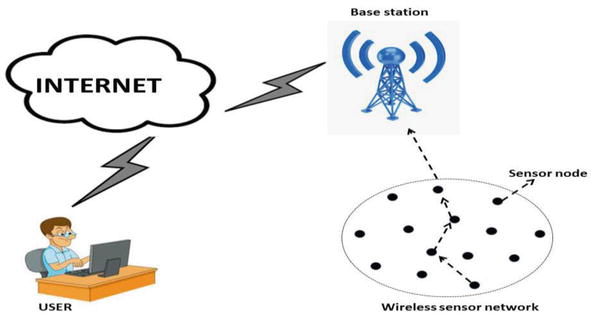 Base station
INTERNET
Sensor node
USER
Wireless sensor network